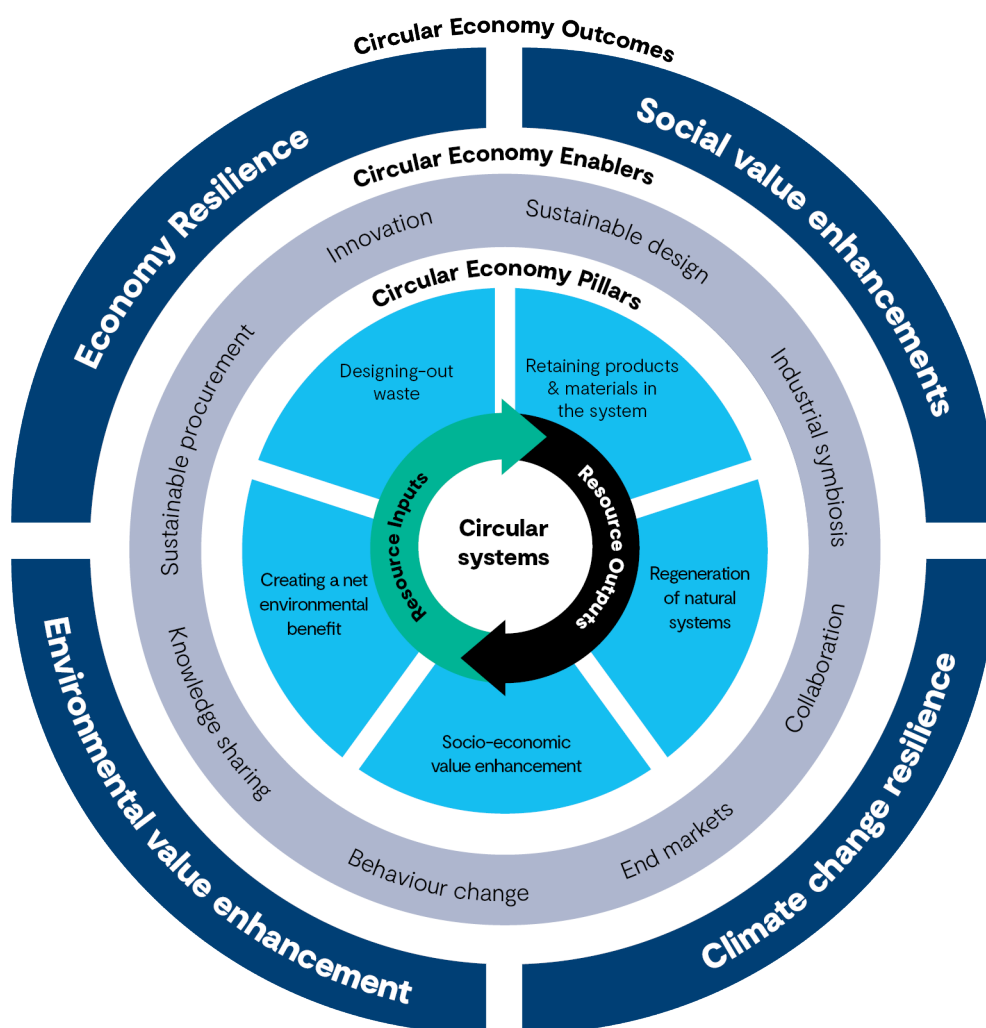 Circular Economy Outcomes
Economy Resilience
Social value enhancements
Climate change resilience
Environmental value enhancement
Circular Economy Enablers
Innovation
Sustainable design
Industrial symbiosis
Collaboration
End markets
Behaviour change
Knowledge sharing
Sustainable procurement
Circular Economy Pillars
Designing-out
waste
Retaining products
& materials in
the system
Regeneration
of natural
systems
Socio-economic
value enhancement
Creating a net
environmental
benefit
Resource Inputs
Resource Outputs
Circular
systems